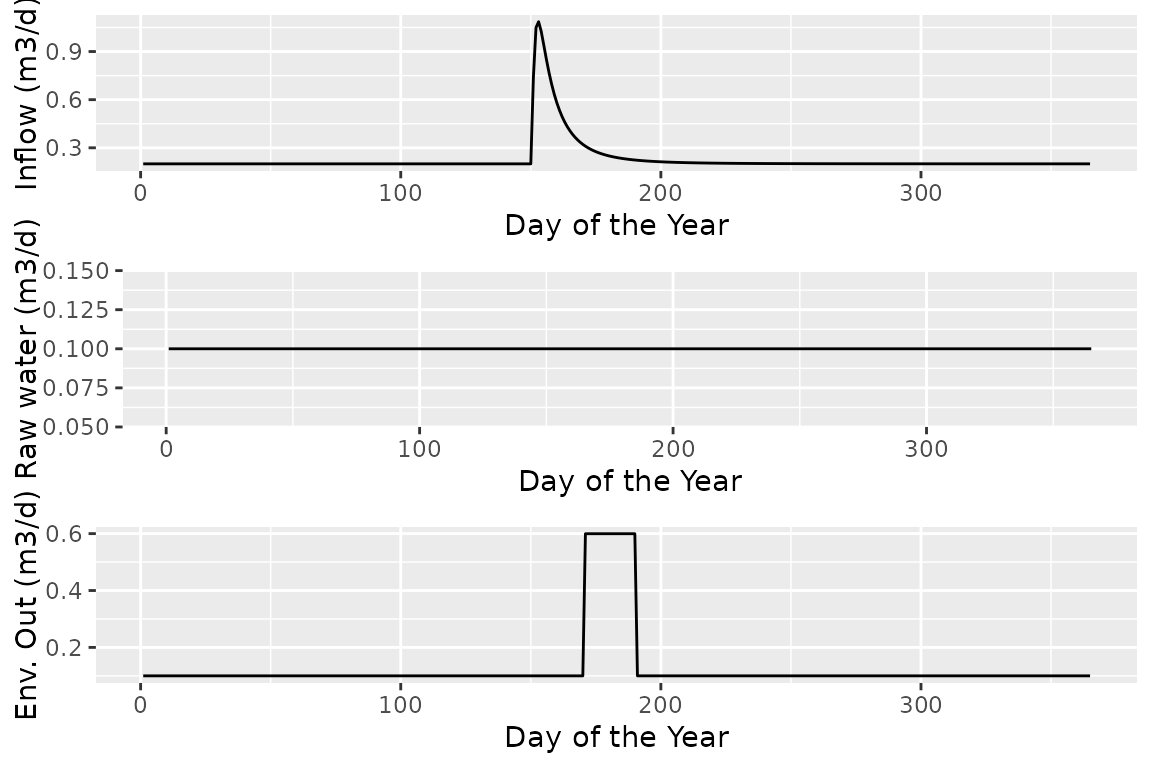 Inflow (m3/d)
0.9
0.6
0.3
0 100 200 300
Day of the Year
Raw water (m3/d)
0.150
0.125
0.100
0.075
0.050
0 100 200 300
Day of the Year
Env. Out (m3/d)
0.6
0.4
0.2
0 100 200 300
Day of the Year